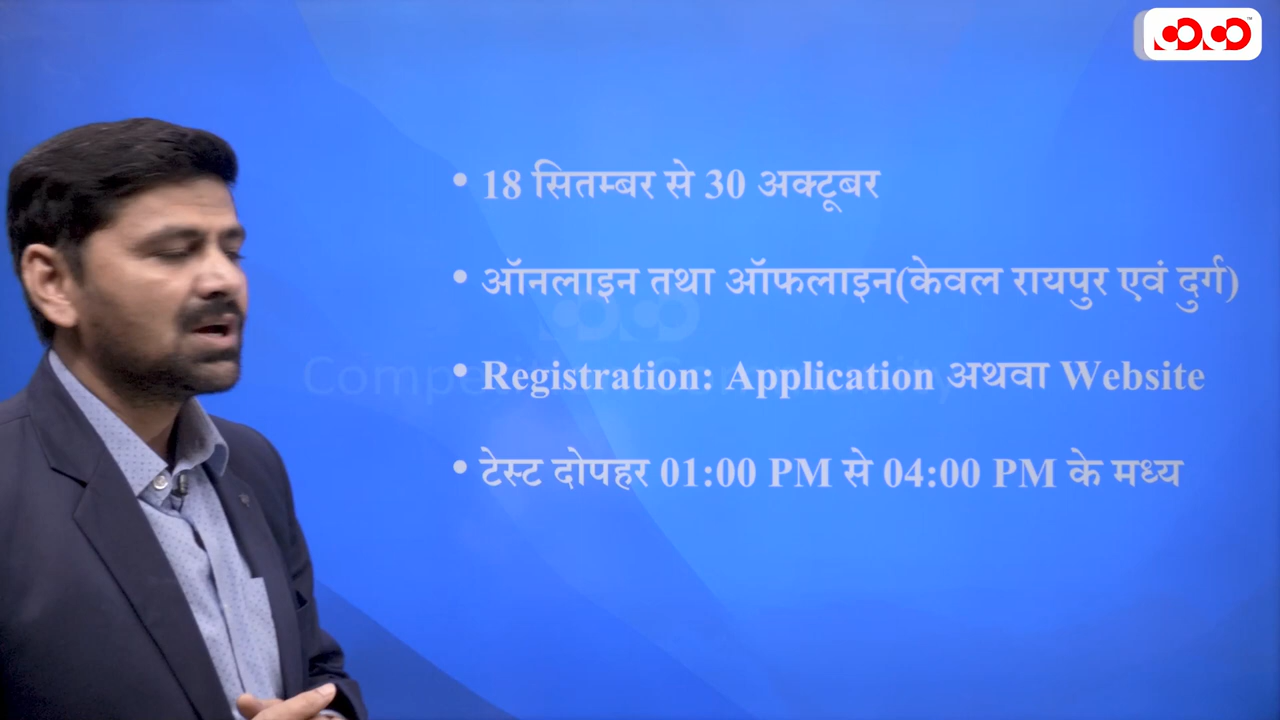 • 18 सितम्बर से 30 अक्टूबर
• ऑनलाइन तथा ऑफलाइन(केवल रायपुर एवं दुर्ग)
• Registration: Application अथवा Website
• टेस्ट दोपहर 01:00 PM से 04:00 PM के मध्य